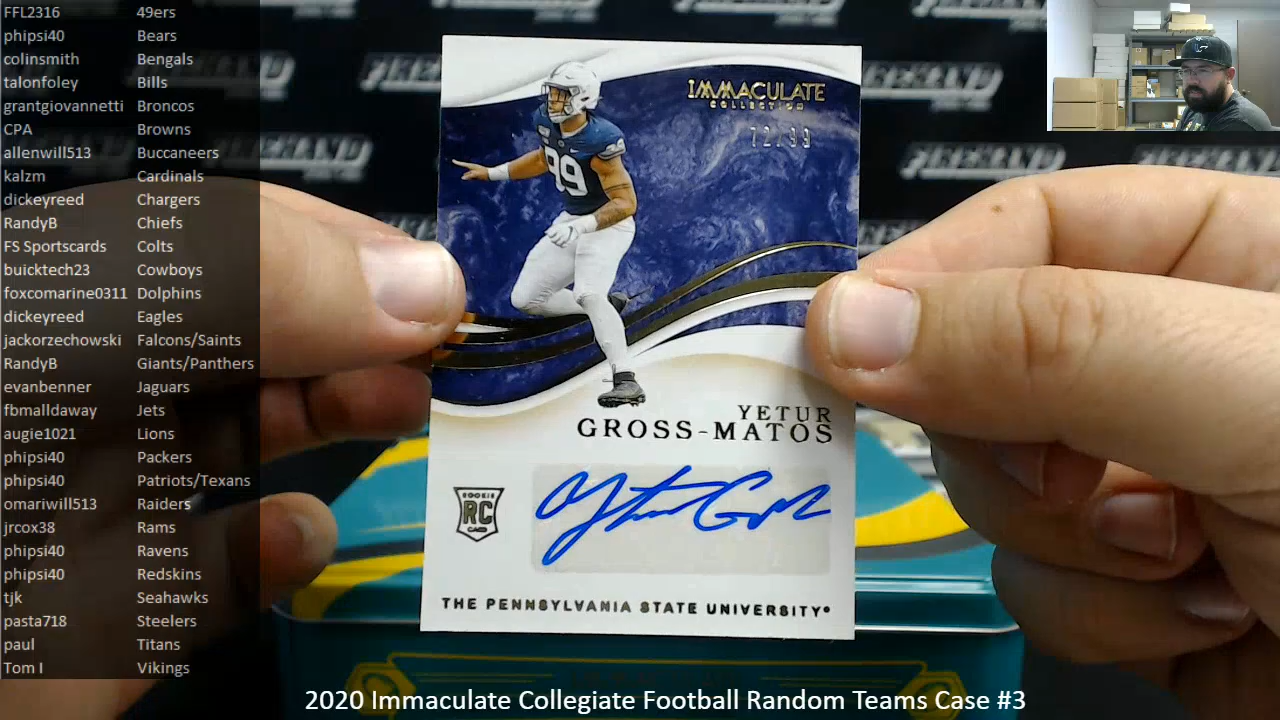 FFL2316 49ers
phipsi40 Bears
colinsmith Bengals
talonfoley Bills
grantgiovannetti Broncos
CPA Browns
allenwill513 Buccaneers
kalzm Cardinals
dickeyreed Chargers
RandyB Chiefs
FS Sportscards Colts
buicktech23 Cowboys
foxcomarine0311 Dolphins
dickeyreed Eagles
jackorzechowski Falcons/Saints
RandyB Giants/Panthers
evanbenner Jaguars
fbmalldaway Jets
augie1021 Lions
phipsi40 Packers
phipsi40 Patriots/Texans
omariwill513 Raiders
jrcox38 Rams
phipsi40 Ravens
phipsi40 Redskins
tjk Seahawks
pasta718 Steelers
paul Titans
Tom I Vikings
IMMACULATE
COLLECTION
72/99
99
YETUR
GROSS-MATOS
ROOKIE
RC
CARD
THE PENNSYLVANIA STATE UNIVERSITY®
2020 Immaculate Collegiate Football Random Teams Case #3